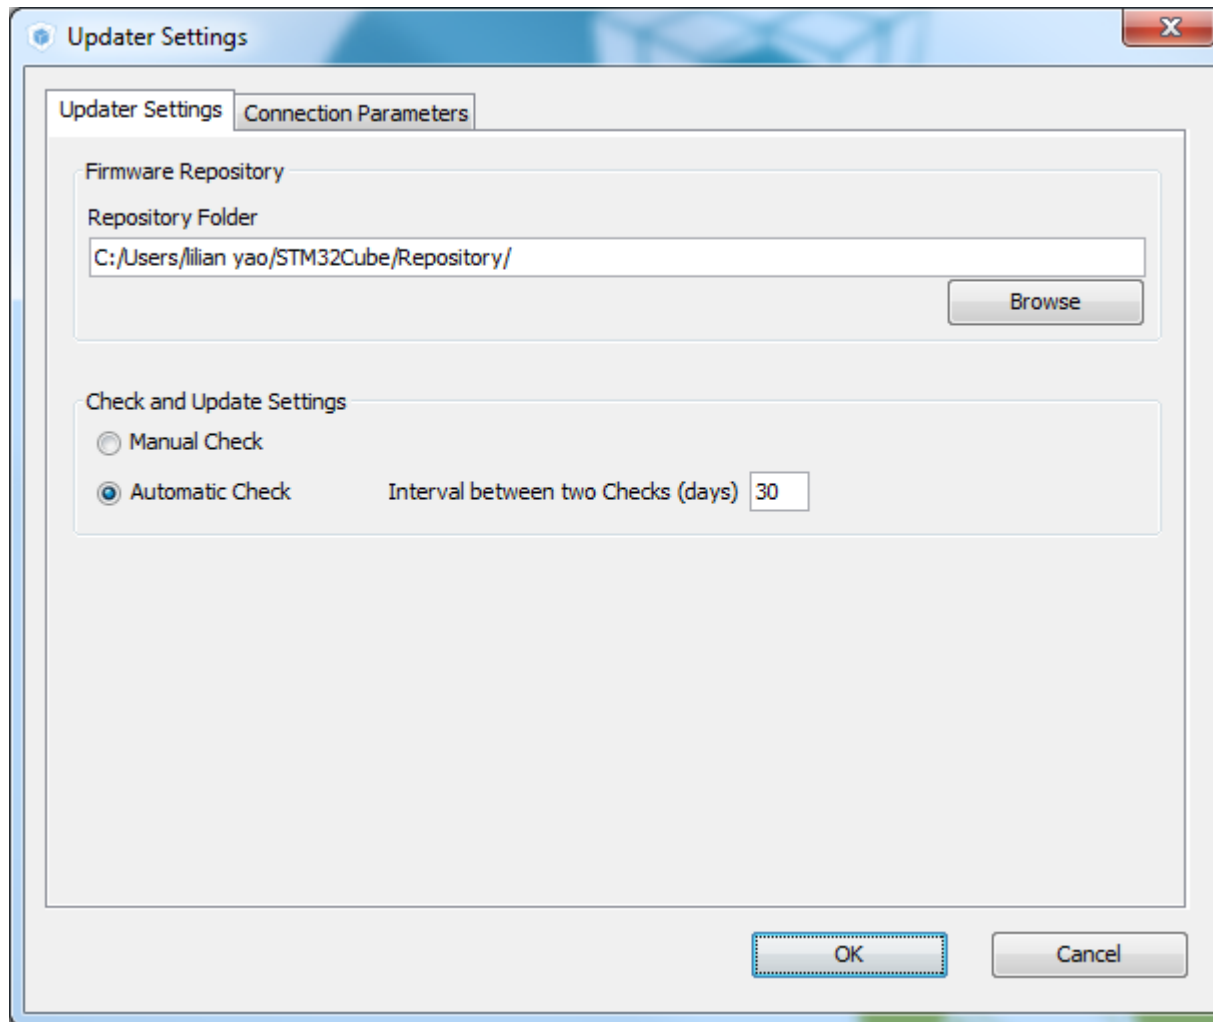 Updater Settings
Updater Settings
Connection Parameters
Firmware Repository
Repository Folder
C:/Users/lilian yao/STM32Cube/Repository/
Browse
Check and Update Settings
Manual Check
Automatic Check Interval between two Checks (days) 30
OK
Cancel